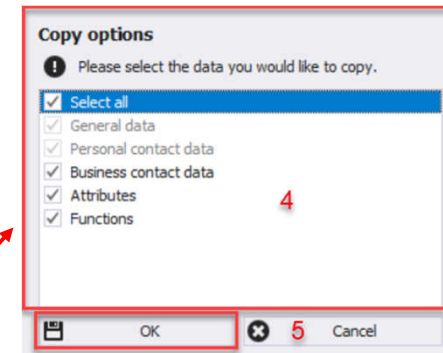 Copy options
Please select the data you would like to copy.
Select all
General data
Personal contact data
Business contact data
Attributes
4
Functions
OK
5
Cancel